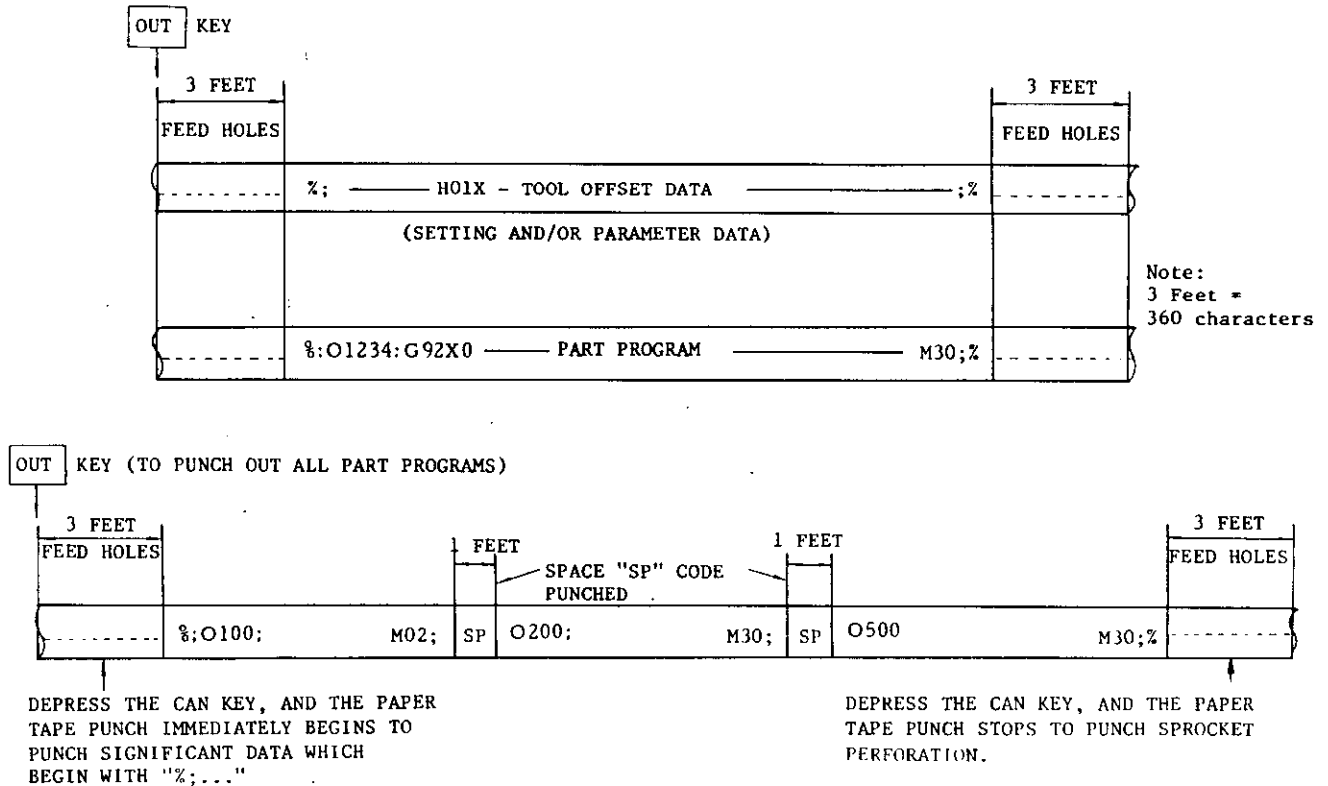 OUT KEY
3 FEET
3 FEET
FEED HOLES
FEED HOLES
%; H01X - TOOL OFFSET DATA ;%
(SETTING AND/OR PARAMETER DATA)
Note:
3 Feet =
360 characters
%:O1234:G92X0 PART PROGRAM M30;%
OUT KEY (TO PUNCH OUT ALL PART PROGRAMS)
3 FEET
3 FEET
FEED HOLES
1 FEET
1 FEET
FEED HOLES
SPACE "SP" CODE
PUNCHED
%;O100; M02; SP O200; M30; SP O500 M30;%
DEPRESS THE CAN KEY, AND THE PAPER
TAPE PUNCH IMMEDIATELY BEGINS TO
PUNCH SIGNIFICANT DATA WHICH
BEGIN WITH "%;..."
DEPRESS THE CAN KEY, AND THE PAPER
TAPE PUNCH STOPS TO PUNCH SPROCKET
PERFORATION.